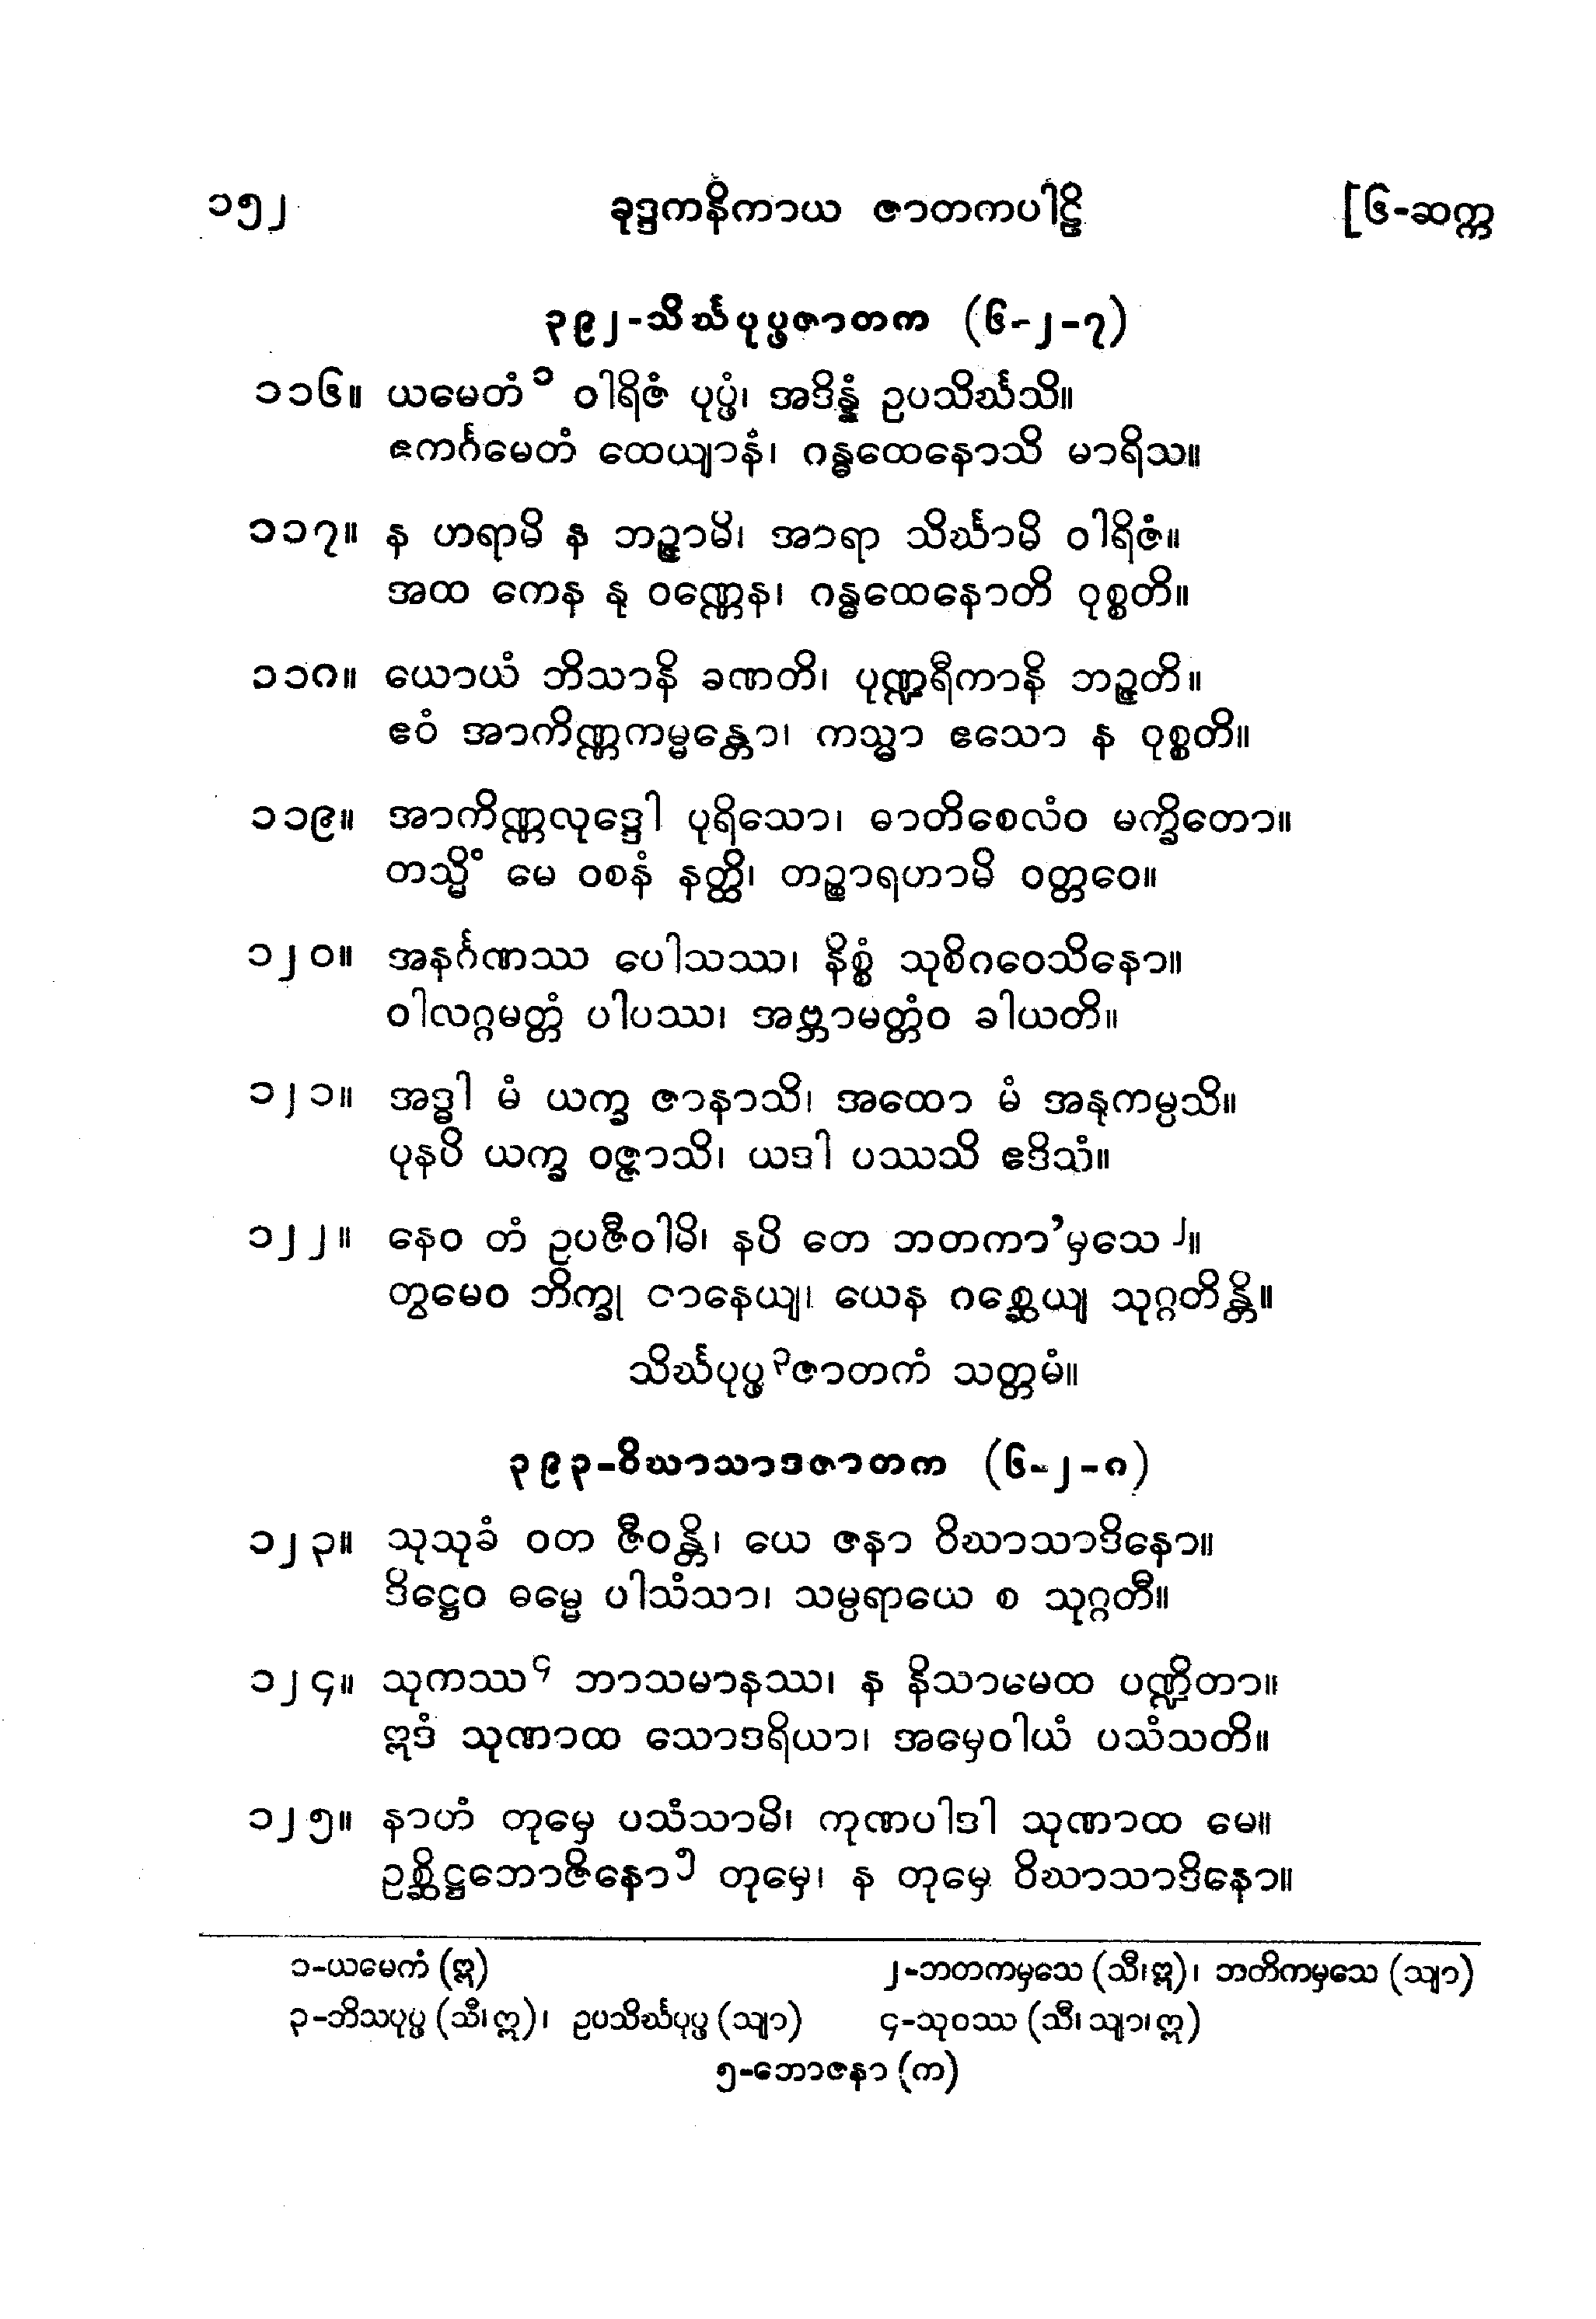 ၁၅၂ ခုဒ္ဒကနိကာယ ဇာတကပါဠိ [၆-ဆက္က
၃၉၂-သိင်္ဃပုပ္ဖဇာတက (၆-၂-၇)
၁၁၆။ ယမေတံ၁ ဝါရိဇံ ပုပ္ဖံ၊ အဒိန္နံ ဥပသိင်္ဃသိ။
ဧကင်္ဂမေတံ ထေယျာနံ၊ ဂန္ဓထေနောသိ မာရိသ။
၁၁၇။ န ဟရာမိ န ဘဉ္ဇာမိ၊ အာရာ သိင်္ဃာမိ ဝါရိဇံ။
အထ ကေန နု ဝဏ္ဏေန၊ ဂန္ဓထေနောတိ ဝုစ္စတိ။
၁၁၈။ ယောယံ ဘိသာနိ ခဏတိ၊ ပုဏ္ဍရီကာနိ ဘဉ္ဇတိ။
ဧဝံ အာကိဏ္ဏကမ္မန္တော၊ ကသ္မာ ဧသော န ဝုစ္စတိ။
၁၁၉။ အာကိဏ္ဏလုဒ္ဒေါ ပုရိသော၊ ဓာတိစေလံဝ မက္ခိတော။
တသ္မိံ မေ ဝစနံ နတ္ထိ၊ တဉ္စာရဟာမိ ဝတ္တဝေ။
၁၂၀။ အနင်္ဂဏဿ ပေါသဿ၊ နိစ္စံ သုစိဂဝေသိနော။
ဝါလဂ္ဂမတ္တံ ပါပဿ၊ အဗ္ဘာမတ္တံဝ ခါယတိ။
၁၂၁။ အဒ္ဓါ မံ ယက္ခ ဇာနာသိ၊ အထော မံ အနုကမ္ပသိ။
ပုနပိ ယက္ခ ဝဇ္ဇာသိ၊ ယဒါ ပဿသိ ဧဒိသံ။
၁၂၂။ နေဝ တံ ဥပဇီဝါမိ၊ နပိ တေ ဘတကာ’မှသေ၂။
တွမေဝ ဘိက္ခု ဇာနေယျ၊ ယေန ဂစ္ဆေယျ သုဂ္ဂတိန္တိ။
သိင်္ဃပုပ္ဖ၃ဇာတကံ သတ္တမံ။
၃၉၃-ဝိဃာသာဒဇာတက (၆-၂-၈)
၁၂၃။ သုသုခံ ဝတ ဇီဝန္တိ၊ ယေ ဇနာ ဝိဃာသာဒိနော။
ဒိဋ္ဌေဝ ဓမ္မေ ပါသံသာ၊ သမ္ပရာယေ စ သုဂ္ဂတီ။
၁၂၄။ သုကဿ၄ ဘာသမာနဿ၊ န နိသာမေထ ပဏ္ဍိတာ။
ဣဒံ သုဏာထ သောဒရိယာ၊ အမှေဝါယံ ပသံသတိ။
၁၂၅။ နာဟံ တုမှေ ပသံသာမိ၊ ကုဏပါဒါ သုဏာထ မေ။
ဥစ္ဆိဋ္ဌဘောဇိနော၅ တုမှေ၊ န တုမှေ ဝိဃာသာဒိနော။
၁-ယမေကံ (ဣ) ၂-ဘတကမှသေ (သီ၊ဣ)၊ ဘတိကမှသေ (သျာ)
၃-ဘိသပုပ္ဖ (သီ၊ဣ)၊ ဥပသိင်္ဃပုပ္ဖ (သျာ) ၄-သုဝဿ (သီ၊သျာ၊ဣ)
၅-ဘောဇနာ (က)